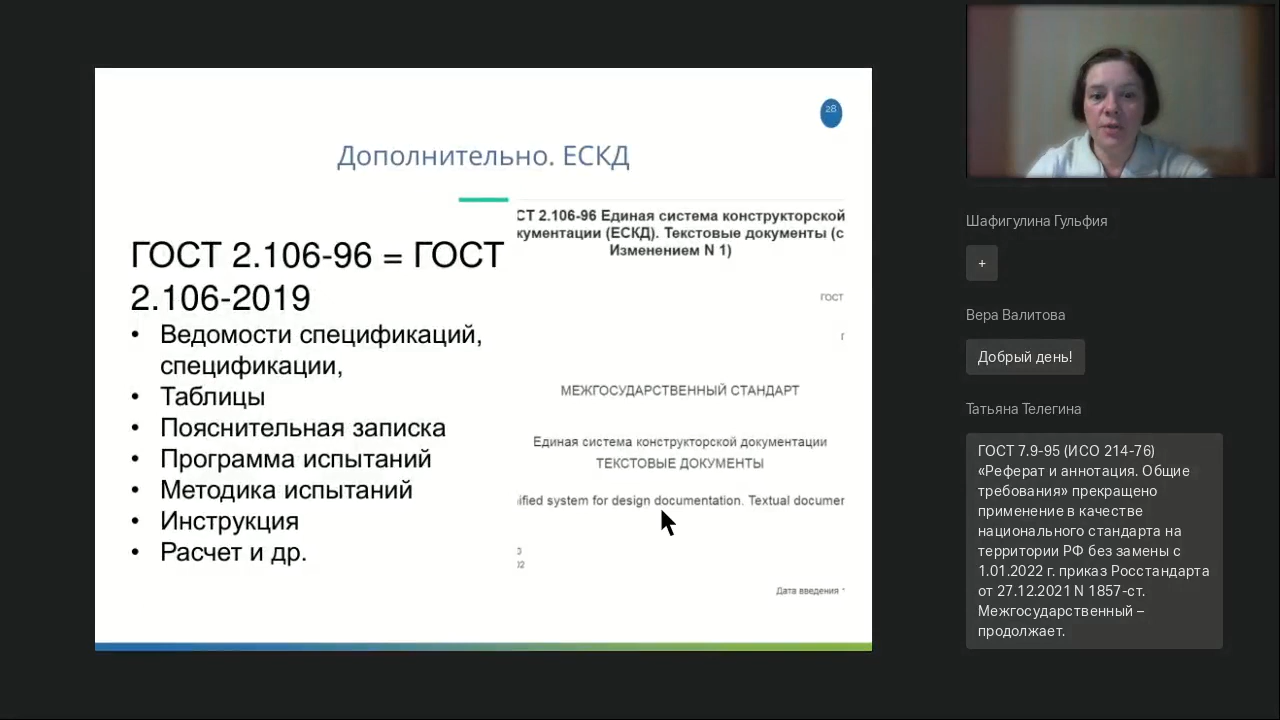 28
Дополнительно. ЕСКД
ГОСТ 2.106-96 = ГОСТ
2.106-2019
• Ведомости спецификаций,
спецификации,
• Таблицы
• Пояснительная записка
• Программа испытаний
• Методика испытаний
• Инструкция
• Расчет и др.
СТ 2.106-96 Единая система конструкторской
кументации (ЕСКД). Текстовые документы (с
Изменением N 1)
ГОСТ
Г
МЕЖГОСУДАРСТВЕННЫЙ СТАНДАРТ
Единая система конструкторской документации
ТЕКСТОВЫЕ ДОКУМЕНТЫ
ified system for design documentation. Textual documer
Дата введения
Шафигулина Гульфия
+
Вера Валитова
Добрый день!
Татьяна Телегина
ГОСТ 7.9-95 (ИСО 214-76)
«Реферат и аннотация. Общие
требования» прекращено
применение в качестве
национального стандарта на
территории РФ без замены с
1.01.2022 г. приказ Росстандарта
от 27.12.2021 N 1857-ст.
Межгосударственный –
продолжает.